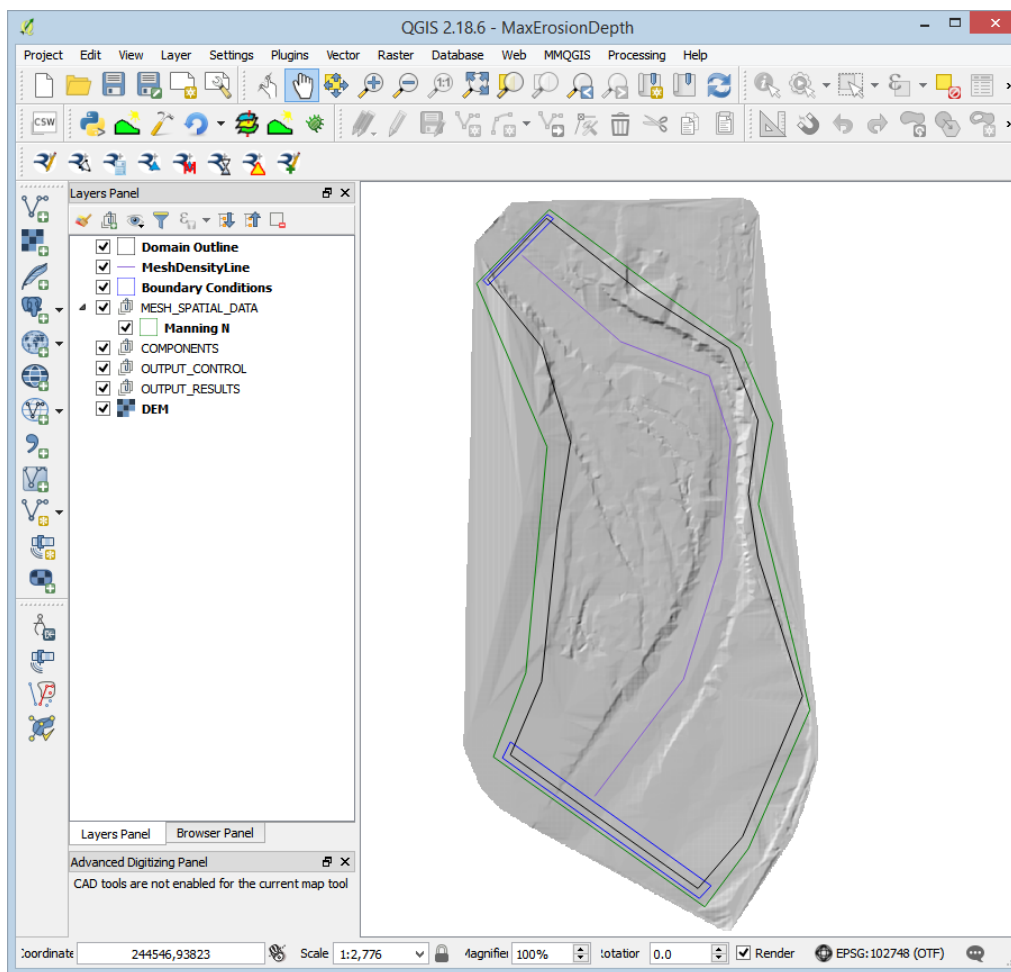 QGIS 2.18.6 - MaxErosionDepth
Project Edit View Layer Settings Plugins Vector Raster Database Web MMQGIS Processing Help
CSW
Layers Panel
Domain Outline
MeshDensityLine
Boundary Conditions
MESH_SPATIAL_DATA
Manning N
COMPONENTS
OUTPUT_CONTROL
OUTPUT_RESULTS
DEM
Layers Panel Browser Panel
Advanced Digitizing Panel
CAD tools are not enabled for the current map tool
Coordinate 244546,93823 Scale 1:2,776 Magnifier 100% Rotation 0.0 Render EPSG:102748 (OTF)